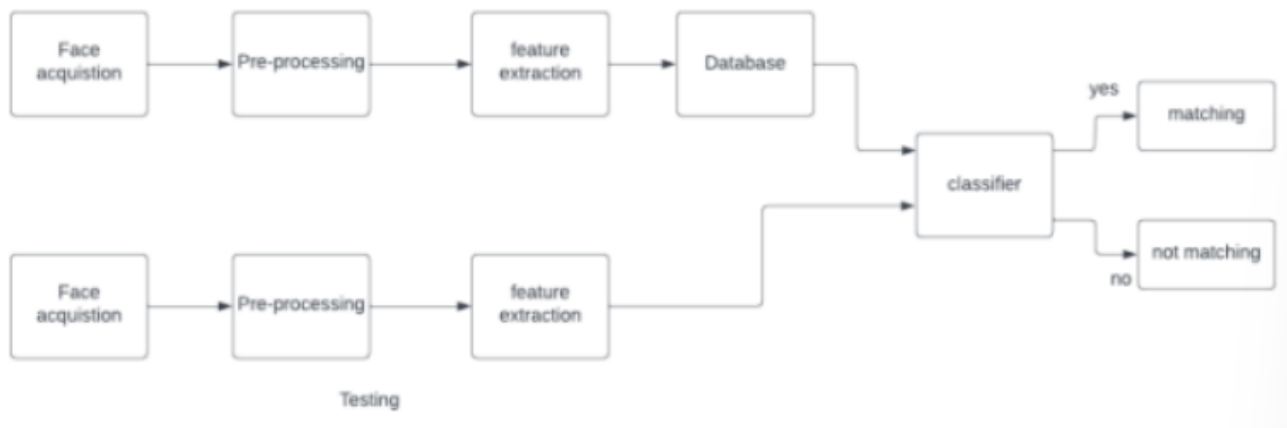 Face
acquistion
Pre-processing
feature
extraction
Database
yes
matching
classifier
not matching
no
Face
acquistion
Pre-processing
feature
extraction
Testing